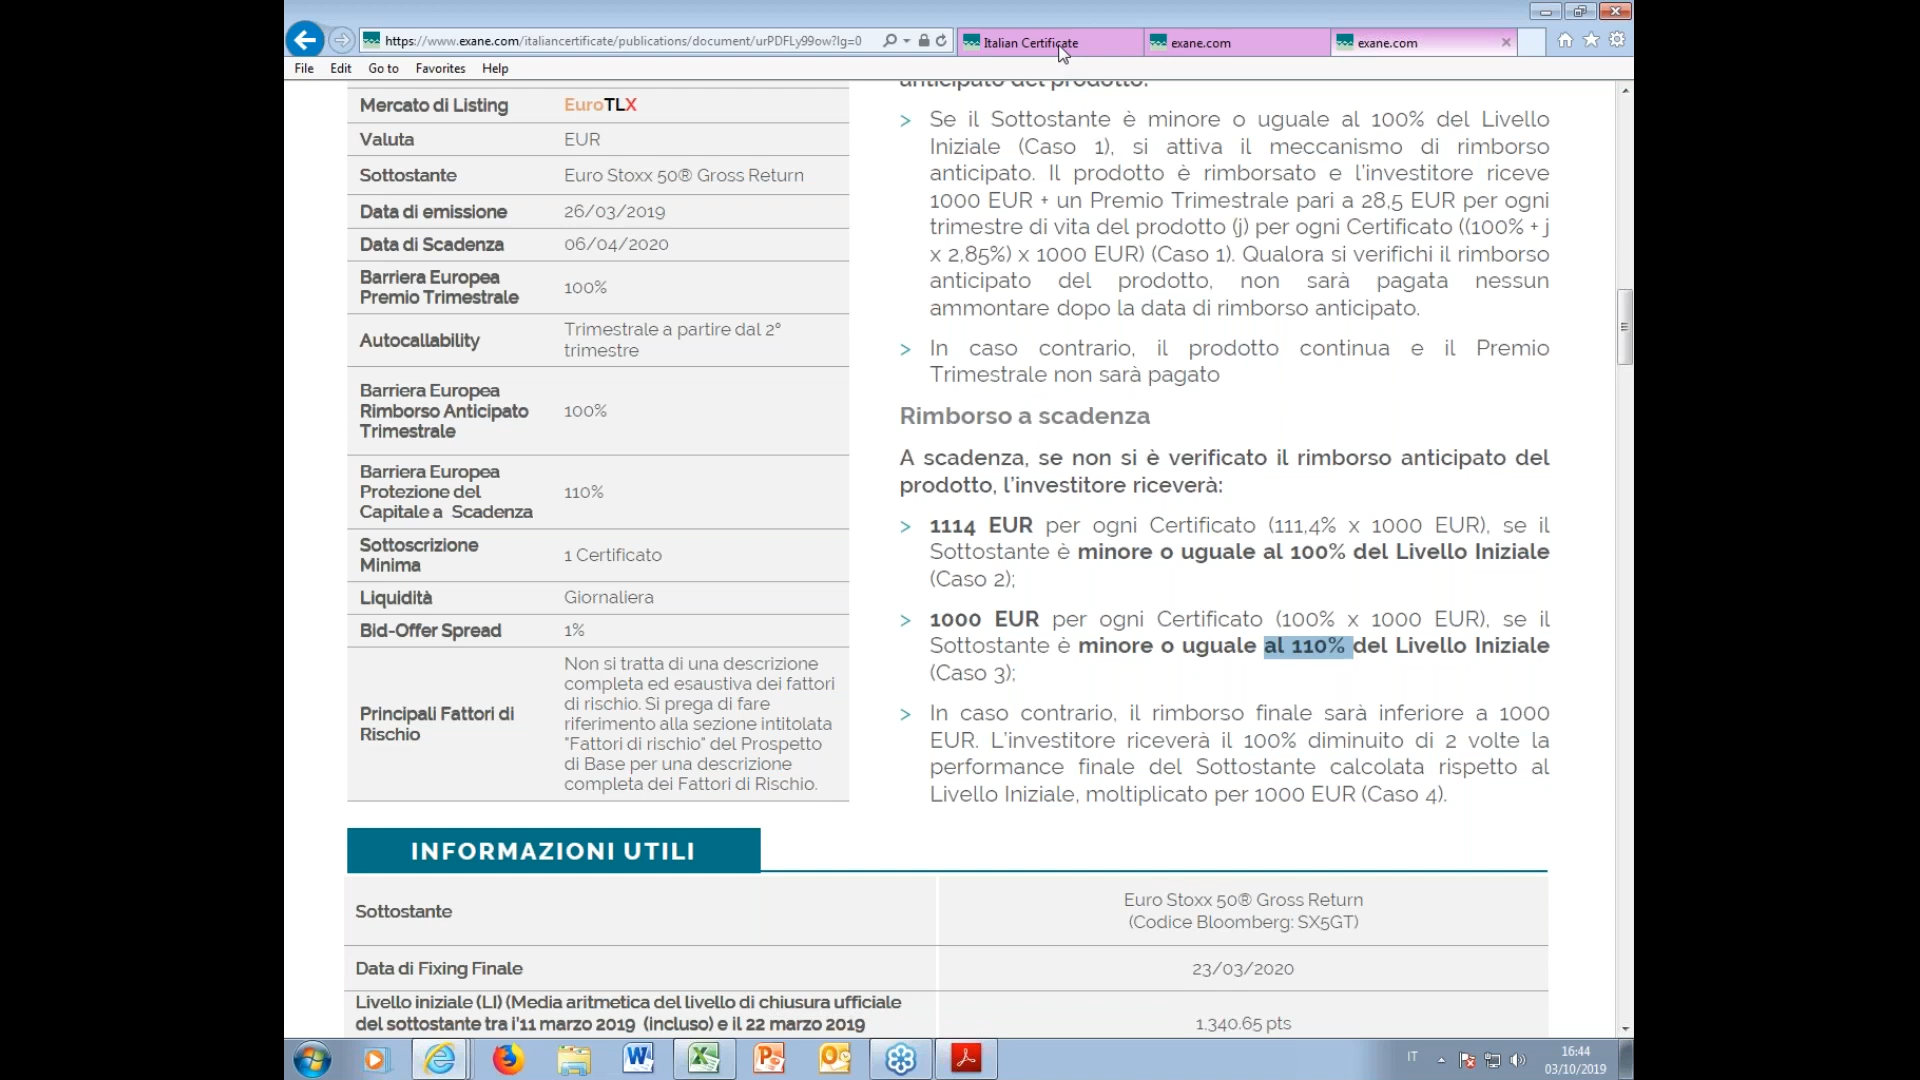 https://www.exane.com/italiancertificate/publications/document/urPDFLy99ow?lg=0
Italian Certificate
exane.com
exane.com
File Edit Go to Favorites Help
Mercato di Listing EuroTLX
Valuta EUR
Sottostante Euro Stoxx 50® Gross Return
Data di emissione 26/03/2019
Data di Scadenza 06/04/2020
Barriera Europea
Premio Trimestrale
100%
Autocallability
Trimestrale a partire dal 2°
trimestre
Barriera Europea
Rimborso Anticipato
Trimestrale
100%
Barriera Europea
Protezione del
Capitale a Scadenza
110%
Sottoscrizione
Minima
1 Certificato
Liquidità Giornaliera
Bid-Offer Spread 1%
Principali Fattori di
Rischio
Non si tratta di una descrizione
completa ed esaustiva dei fattori
di rischio. Si prega di fare
riferimento alla sezione intitolata
"Fattori di rischio" del Prospetto
di Base per una descrizione
completa dei Fattori di Rischio.
anticipato del prodotto.
> Se il Sottostante è minore o uguale al 100% del Livello
Iniziale (Caso 1), si attiva il meccanismo di rimborso
anticipato. Il prodotto è rimborsato e l'investitore riceve
1000 EUR + un Premio Trimestrale pari a 28,5 EUR per ogni
trimestre di vita del prodotto (j) per ogni Certificato ((100% + j
x 2,85%) x 1000 EUR) (Caso 1). Qualora si verifichi il rimborso
anticipato del prodotto, non sarà pagata nessun
ammontare dopo la data di rimborso anticipato.
> In caso contrario, il prodotto continua e il Premio
Trimestrale non sarà pagato
Rimborso a scadenza
A scadenza, se non si è verificato il rimborso anticipato del
prodotto, l'investitore riceverà:
> 1114 EUR per ogni Certificato (111,4% x 1000 EUR), se il
Sottostante è minore o uguale al 100% del Livello Iniziale
(Caso 2);
> 1000 EUR per ogni Certificato (100% x 1000 EUR), se il
Sottostante è minore o uguale al 110% del Livello Iniziale
(Caso 3);
> In caso contrario, il rimborso finale sarà inferiore a 1000
EUR. L'investitore riceverà il 100% diminuito di 2 volte la
performance finale del Sottostante calcolata rispetto al
Livello Iniziale, moltiplicato per 1000 EUR (Caso 4).
INFORMAZIONI UTILI
Sottostante
Euro Stoxx 50® Gross Return
(Codice Bloomberg: SX5GT)
Data di Fixing Finale 23/03/2020
Livello iniziale (LI) (Media aritmetica del livello di chiusura ufficiale
del sottostante tra i'11 marzo 2019 (incluso) e il 22 marzo 2019
1,340.65 pts
IT
16:44
03/10/2019